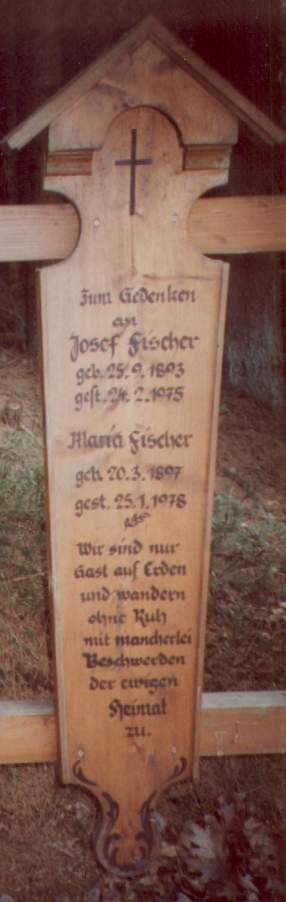 Zum Gedenken
an
Josef Fischer
geb. 25.9.1893
gest. 24.2.1975
Maria Fischer
geb. 20.3.1897
gest. 25.1.1978
Wir sind nur
Gast auf Erden
und wandern
ohne Ruh
mit mancherlei
Beschwerden
der ewigen
Heimat
zu.